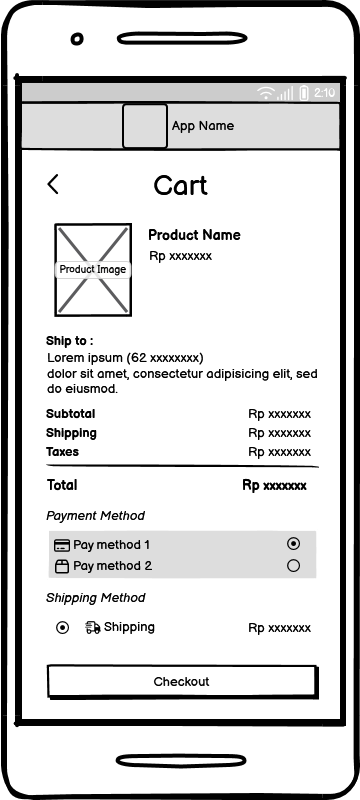 2:10
App Name
Cart
Product Image
Product Name
Rp xxxxxxx
Ship to :
Lorem ipsum (62 xxxxxxxx)
dolor sit amet, consectetur adipisicing elit, sed
do eiusmod.
Subtotal Rp xxxxxxx
Shipping Rp xxxxxxx
Taxes Rp xxxxxxx
Total Rp xxxxxxx
Payment Method
Pay method 1
Pay method 2
Shipping Method
Shipping Rp xxxxxxx
Checkout